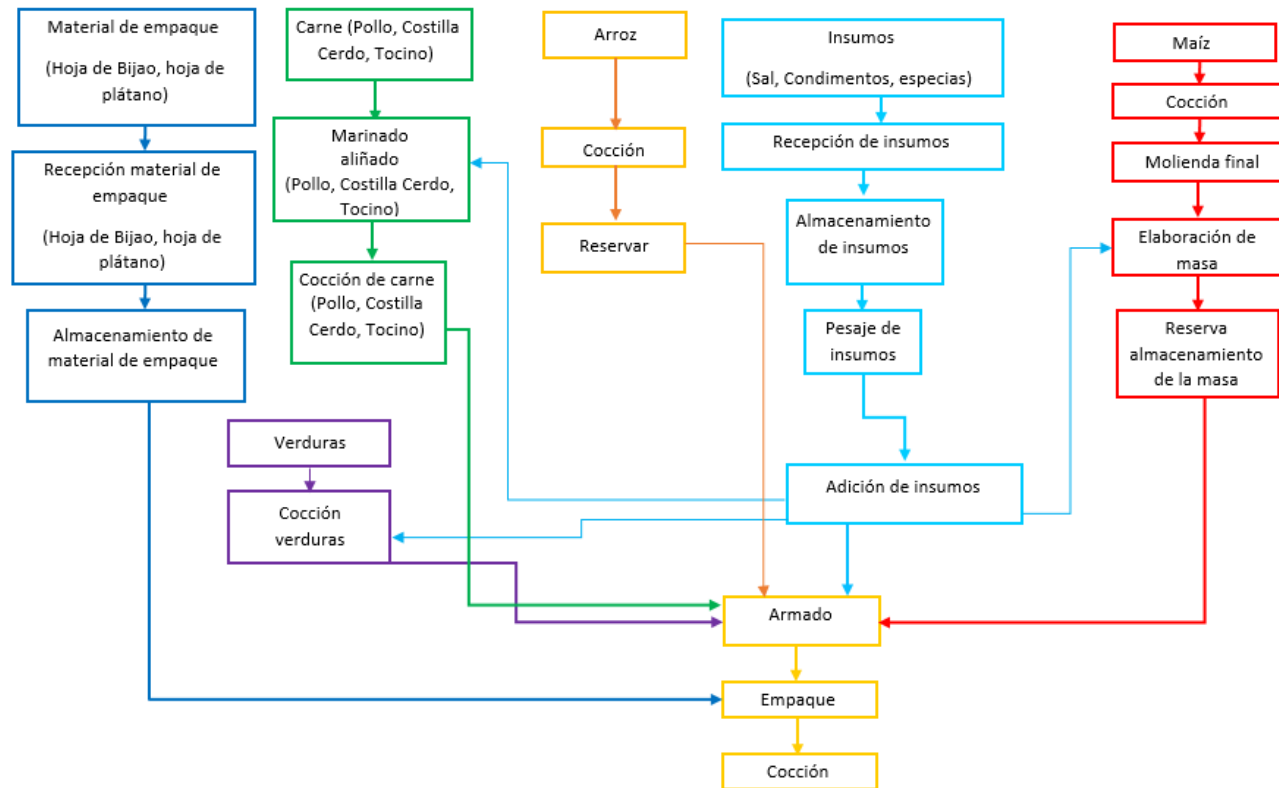 Material de empaque
(Hoja de Bijao, hoja de
plátano)
Recepción material de
empaque
(Hoja de Bijao, hoja de
plátano)
Almacenamiento de
material de empaque
Carne (Pollo, Costilla
Cerdo, Tocino)
Marinado
aliñado
(Pollo, Costilla Cerdo,
Tocino)
Cocción de carne
(Pollo, Costilla
Cerdo, Tocino)
Verduras
Cocción
verduras
Arroz
Cocción
Reservar
Insumos
(Sal, Condimentos, especias)
Recepción de insumos
Almacenamiento
de insumos
Pesaje de
insumos
Adición de insumos
Maíz
Cocción
Molienda final
Elaboración de
masa
Reserva
almacenamiento
de la masa
Armado
Empaque
Cocción